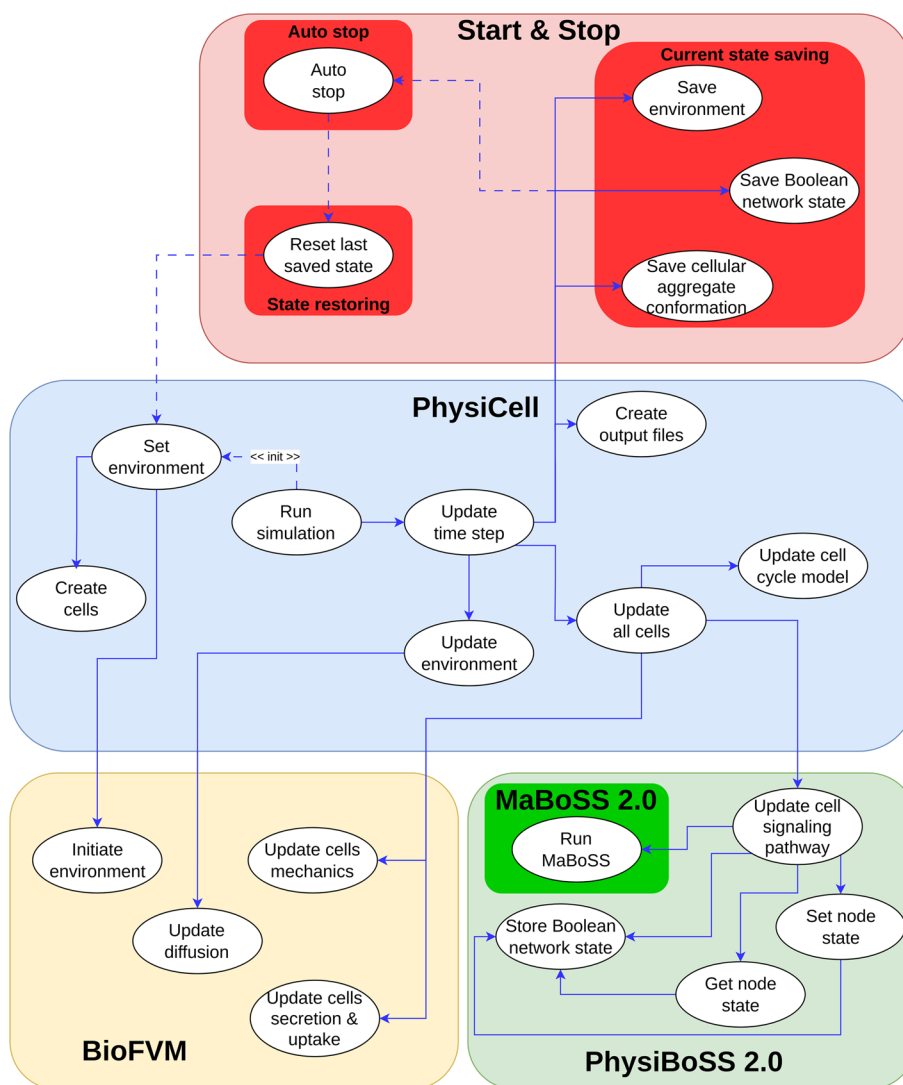 Start & Stop
Auto stop
Auto
stop
Current state saving
Save
environment
Save Boolean
network state
Reset last
saved state
State restoring
Save cellular
aggregate
conformation
PhysiCell
Create
output files
Set
environment
<< init >>
Run
simulation
Update
time step
Update cell
cycle model
Create
cells
Update
all cells
Update
environment
MaBoSS 2.0
Run
MaBoSS
Update cell
signaling
pathway
Initiate
environment
Update cells
mechanics
Update
diffusion
Store Boolean
network state
Set node
state
Get node
state
Update cells
secretion &
uptake
BioFVM
PhysiBoSS 2.0